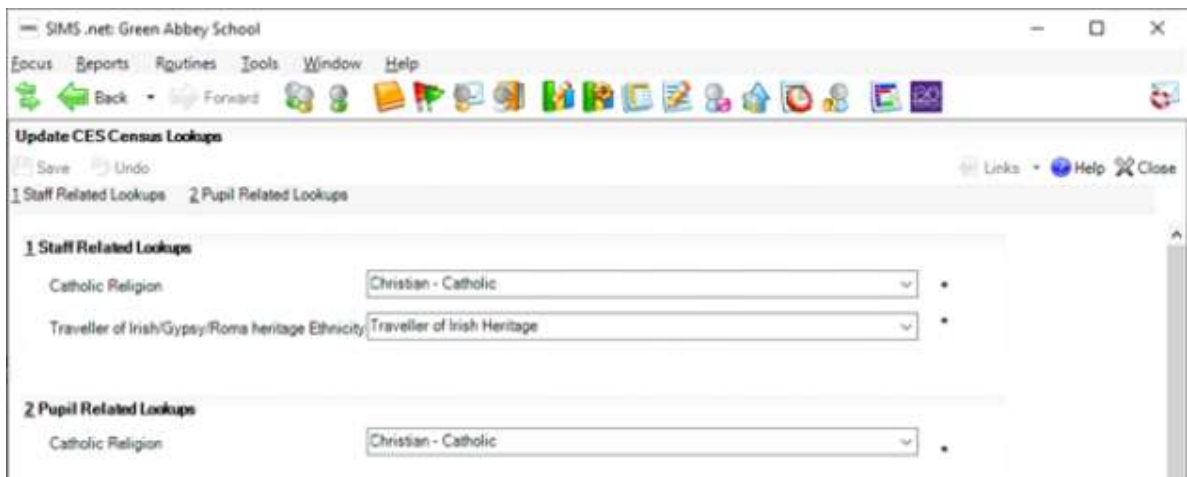 SIMS .net: Green Abbey School
Focus Reports Routines Tools Window Help
Back Forward
Update CES Census Lookups
Save Undo Links Help Close
1 Staff Related Lookups 2 Pupil Related Lookups
1 Staff Related Lookups
Catholic Religion Christian - Catholic
Traveller of Irish/Gypsy/Roma heritage Ethnicity Traveller of Irish Heritage
2 Pupil Related Lookups
Catholic Religion Christian - Catholic